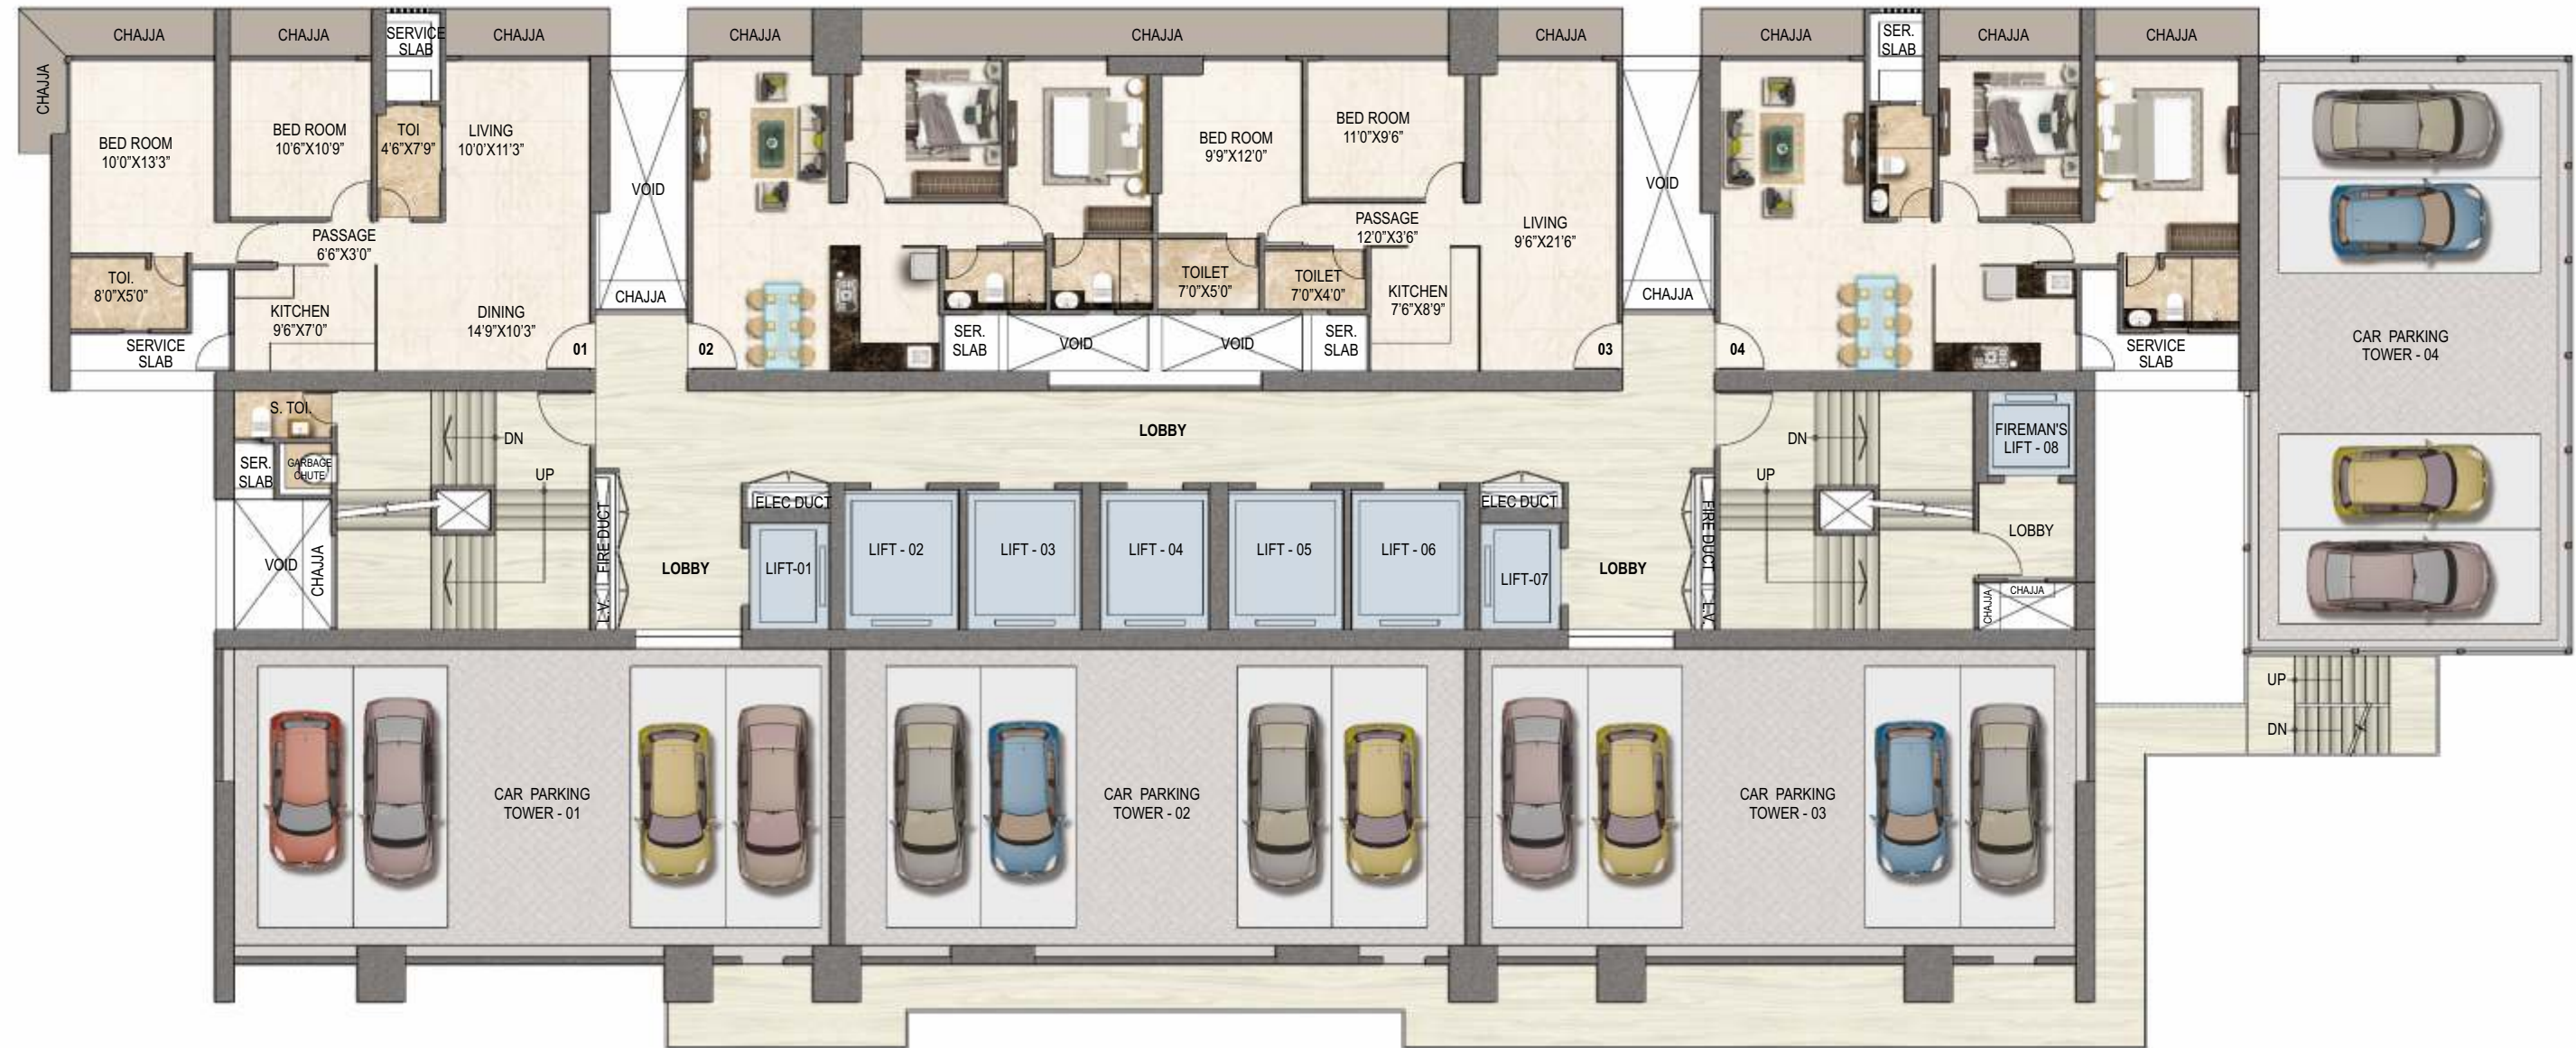 CHAJJA
CHAJJA
SERVICE
SLAB
CHAJJA
CHAJJA
CHAJJA
CHAJJA
CHAJJA
SER.
SLAB
CHAJJA
CHAJJA
CHAJJA
BED ROOM
10'0"X13'3"
BED ROOM
10'6"X10'9"
TOI
4'6"X7'9"
LIVING
10'0'X11'3"
VOID
BED ROOM
9'9"X12'0"
BED ROOM
11'0"X9'6"
VOID
PASSAGE
6'6"X3'0"
PASSAGE
12'0"X3'6"
LIVING
9'6"X21'6"
TOI.
8'0"X5'0"
KITCHEN
9'6"X7'0"
DINING
14'9"X10'3"
CHAJJA
TOILET
7'0"X5'0"
TOILET
7'0"X4'0"
KITCHEN
7'6"X8'9"
CHAJJA
SERVICE
SLAB
01
02
SER.
SLAB
VOID
VOID
SER.
SLAB
03
04
SERVICE
SLAB
CAR PARKING
TOWER - 04
S. TOI.
DN
LOBBY
DN
FIREMAN'S
LIFT - 08
SER.
SLAB
GARBAGE
CHUTE
UP
UP
ELEC DUCT
ELEC DUCT
VOID
CHAJJA
L.V.
FIRE DUCT
LOBBY
LIFT-01
LIFT - 02
LIFT - 03
LIFT - 04
LIFT - 05
LIFT - 06
LIFT-07
LOBBY
FIRE DUCT
L.V.
LOBBY
CHAJJA
CHAJJA
UP
DN
CAR PARKING
TOWER - 01
CAR PARKING
TOWER - 02
CAR PARKING
TOWER - 03